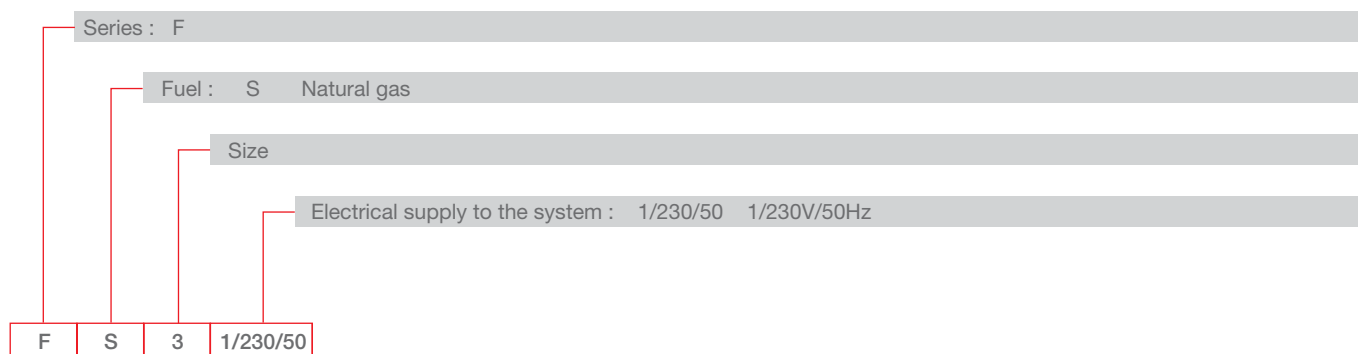 Series : F
Fuel : S Natural gas
Size
Electrical supply to the system : 1/230/50 1/230V/50Hz
F S 3 1/230/50